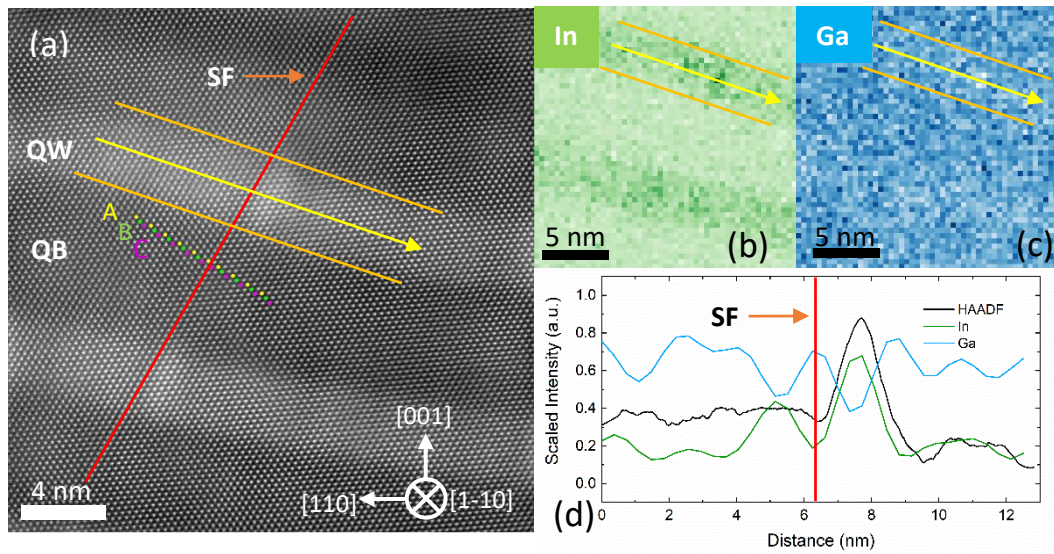 (a)
SF
QW
A
B
C
QB
[001]
[110]
[1-10]
4 nm
In
5 nm
(b)
Ga
5 nm
(c)
SF
HAADF
In
Ga
Scaled Intensity (a.u.)
1.0
0.8
0.6
0.4
0.2
0.0
(d)
0 2 4 6 8 10 12
Distance (nm)